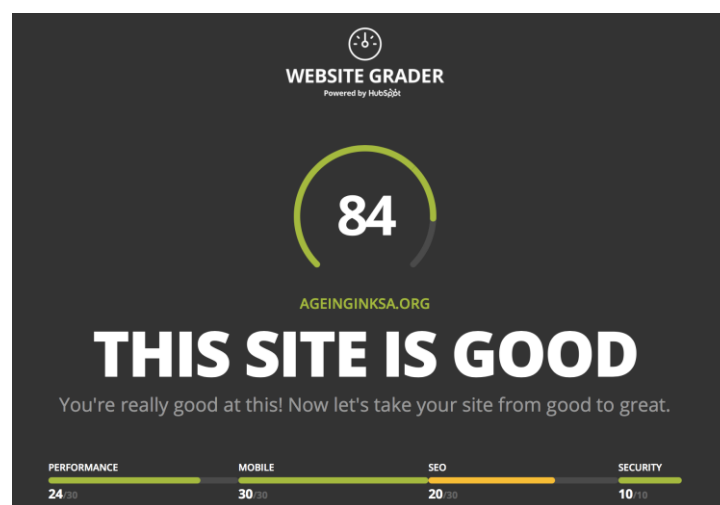 WEBSITE GRADER
Powered by HubSpot
84
AGEINGINKSA.ORG
THIS SITE IS GOOD
You're really good at this! Now let's take your site from good to great.
PERFORMANCE MOBILE SEO SECURITY
24/30 30/30 20/30 10/10